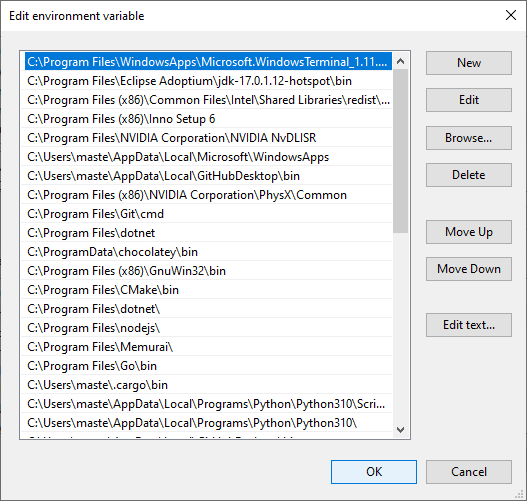 Edit environment variable
C:\Program Files\WindowsApps\Microsoft.WindowsTerminal_1.11....
C:\Program Files\Eclipse Adoptium\jdk-17.0.1.12-hotspot\bin
C:\Program Files (x86)\Common Files\Intel\Shared Libraries\redist\...
C:\Program Files (x86)\Inno Setup 6
C:\Program Files\NVIDIA Corporation\NVIDIA NvDLISR
C:\Users\maste\AppData\Local\Microsoft\WindowsApps
C:\Users\maste\AppData\Local\GitHubDesktop\bin
C:\Program Files (x86)\NVIDIA Corporation\PhysX\Common
C:\Program Files\Git\cmd
C:\Program Files\dotnet
C:\ProgramData\chocolatey\bin
C:\Program Files (x86)\GnuWin32\bin
C:\Program Files\CMake\bin
C:\Program Files\dotnet\
C:\Program Files\nodejs\
C:\Program Files\Memurai\
C:\Program Files\Go\bin
C:\Users\maste\.cargo\bin
C:\Users\maste\AppData\Local\Programs\Python\Python310\Scri...
C:\Users\maste\AppData\Local\Programs\Python\Python310\
New
Edit
Browse...
Delete
Move Up
Move Down
Edit text...
OK
Cancel